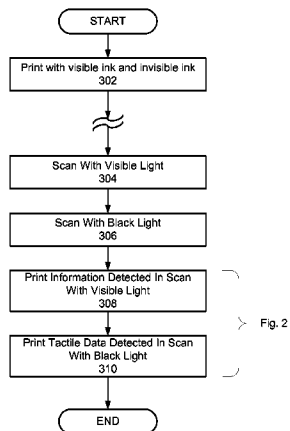 START
Print with visible ink and invisible ink
302
Scan With Visible Light
304
Scan With Black Light
306
Print Information Detected In Scan
With Visible Light
308
Fig. 2
Print Tactile Data Detected In Scan
With Black Light
310
END